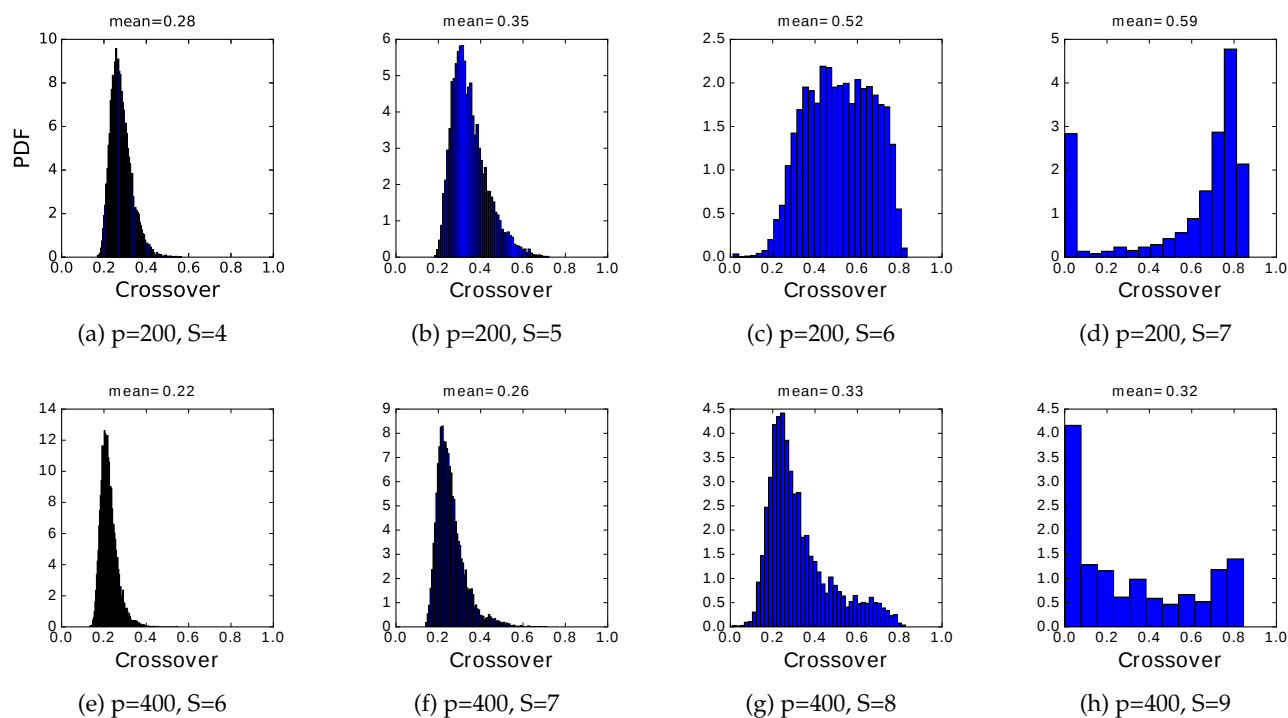 mean=0.28
10
8
6
4
2
0
PDF
0.0 0.2 0.4 0.6 0.8 1.0
Crossover
(a) p=200, S=4
mean=0.35
6
5
4
3
2
1
0
0.0 0.2 0.4 0.6 0.8 1.0
Crossover
(b) p=200, S=5
mean=0.52
2.5
2.0
1.5
1.0
0.5
0.0
0.0 0.2 0.4 0.6 0.8 1.0
Crossover
(c) p=200, S=6
mean=0.59
5
4
3
2
1
0
0.0 0.2 0.4 0.6 0.8 1.0
Crossover
(d) p=200, S=7
mean=0.22
14
12
10
8
6
4
2
0
0.0 0.2 0.4 0.6 0.8 1.0
Crossover
(e) p=400, S=6
mean=0.26
9
8
7
6
5
4
3
2
1
0
0.0 0.2 0.4 0.6 0.8 1.0
Crossover
(f) p=400, S=7
mean=0.33
4.5
4.0
3.5
3.0
2.5
2.0
1.5
1.0
0.5
0.0
0.0 0.2 0.4 0.6 0.8 1.0
Crossover
(g) p=400, S=8
mean=0.32
4.5
4.0
3.5
3.0
2.5
2.0
1.5
1.0
0.5
0.0
0.0 0.2 0.4 0.6 0.8 1.0
Crossover
(h) p=400, S=9